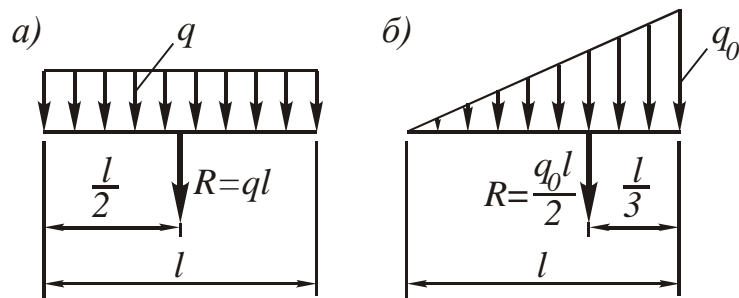 а) q
l/2 R=ql
l
б) q₀
R=q₀l/2 l/3
l